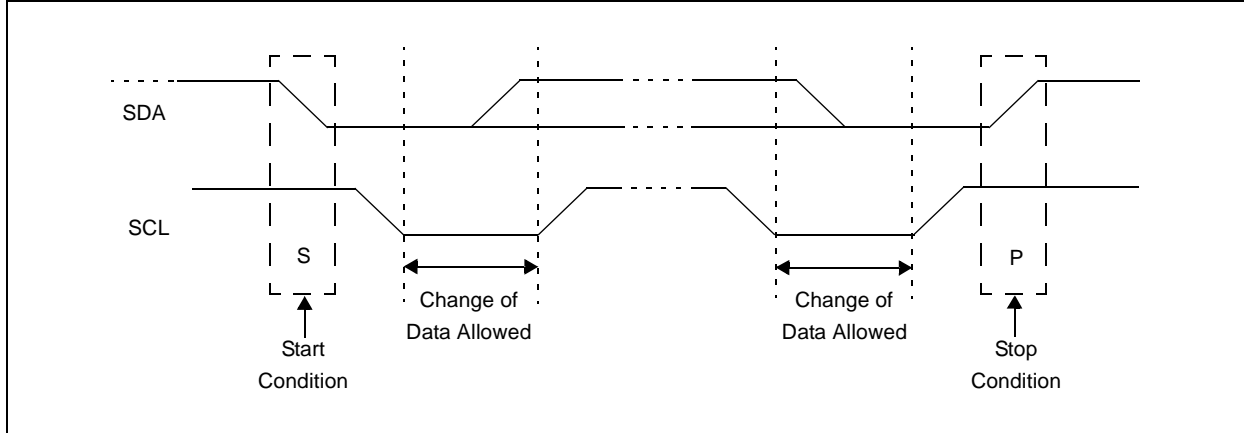 SDA
SCL
S
P
Change of
Data Allowed
Change of
Data Allowed
Start
Condition
Stop
Condition